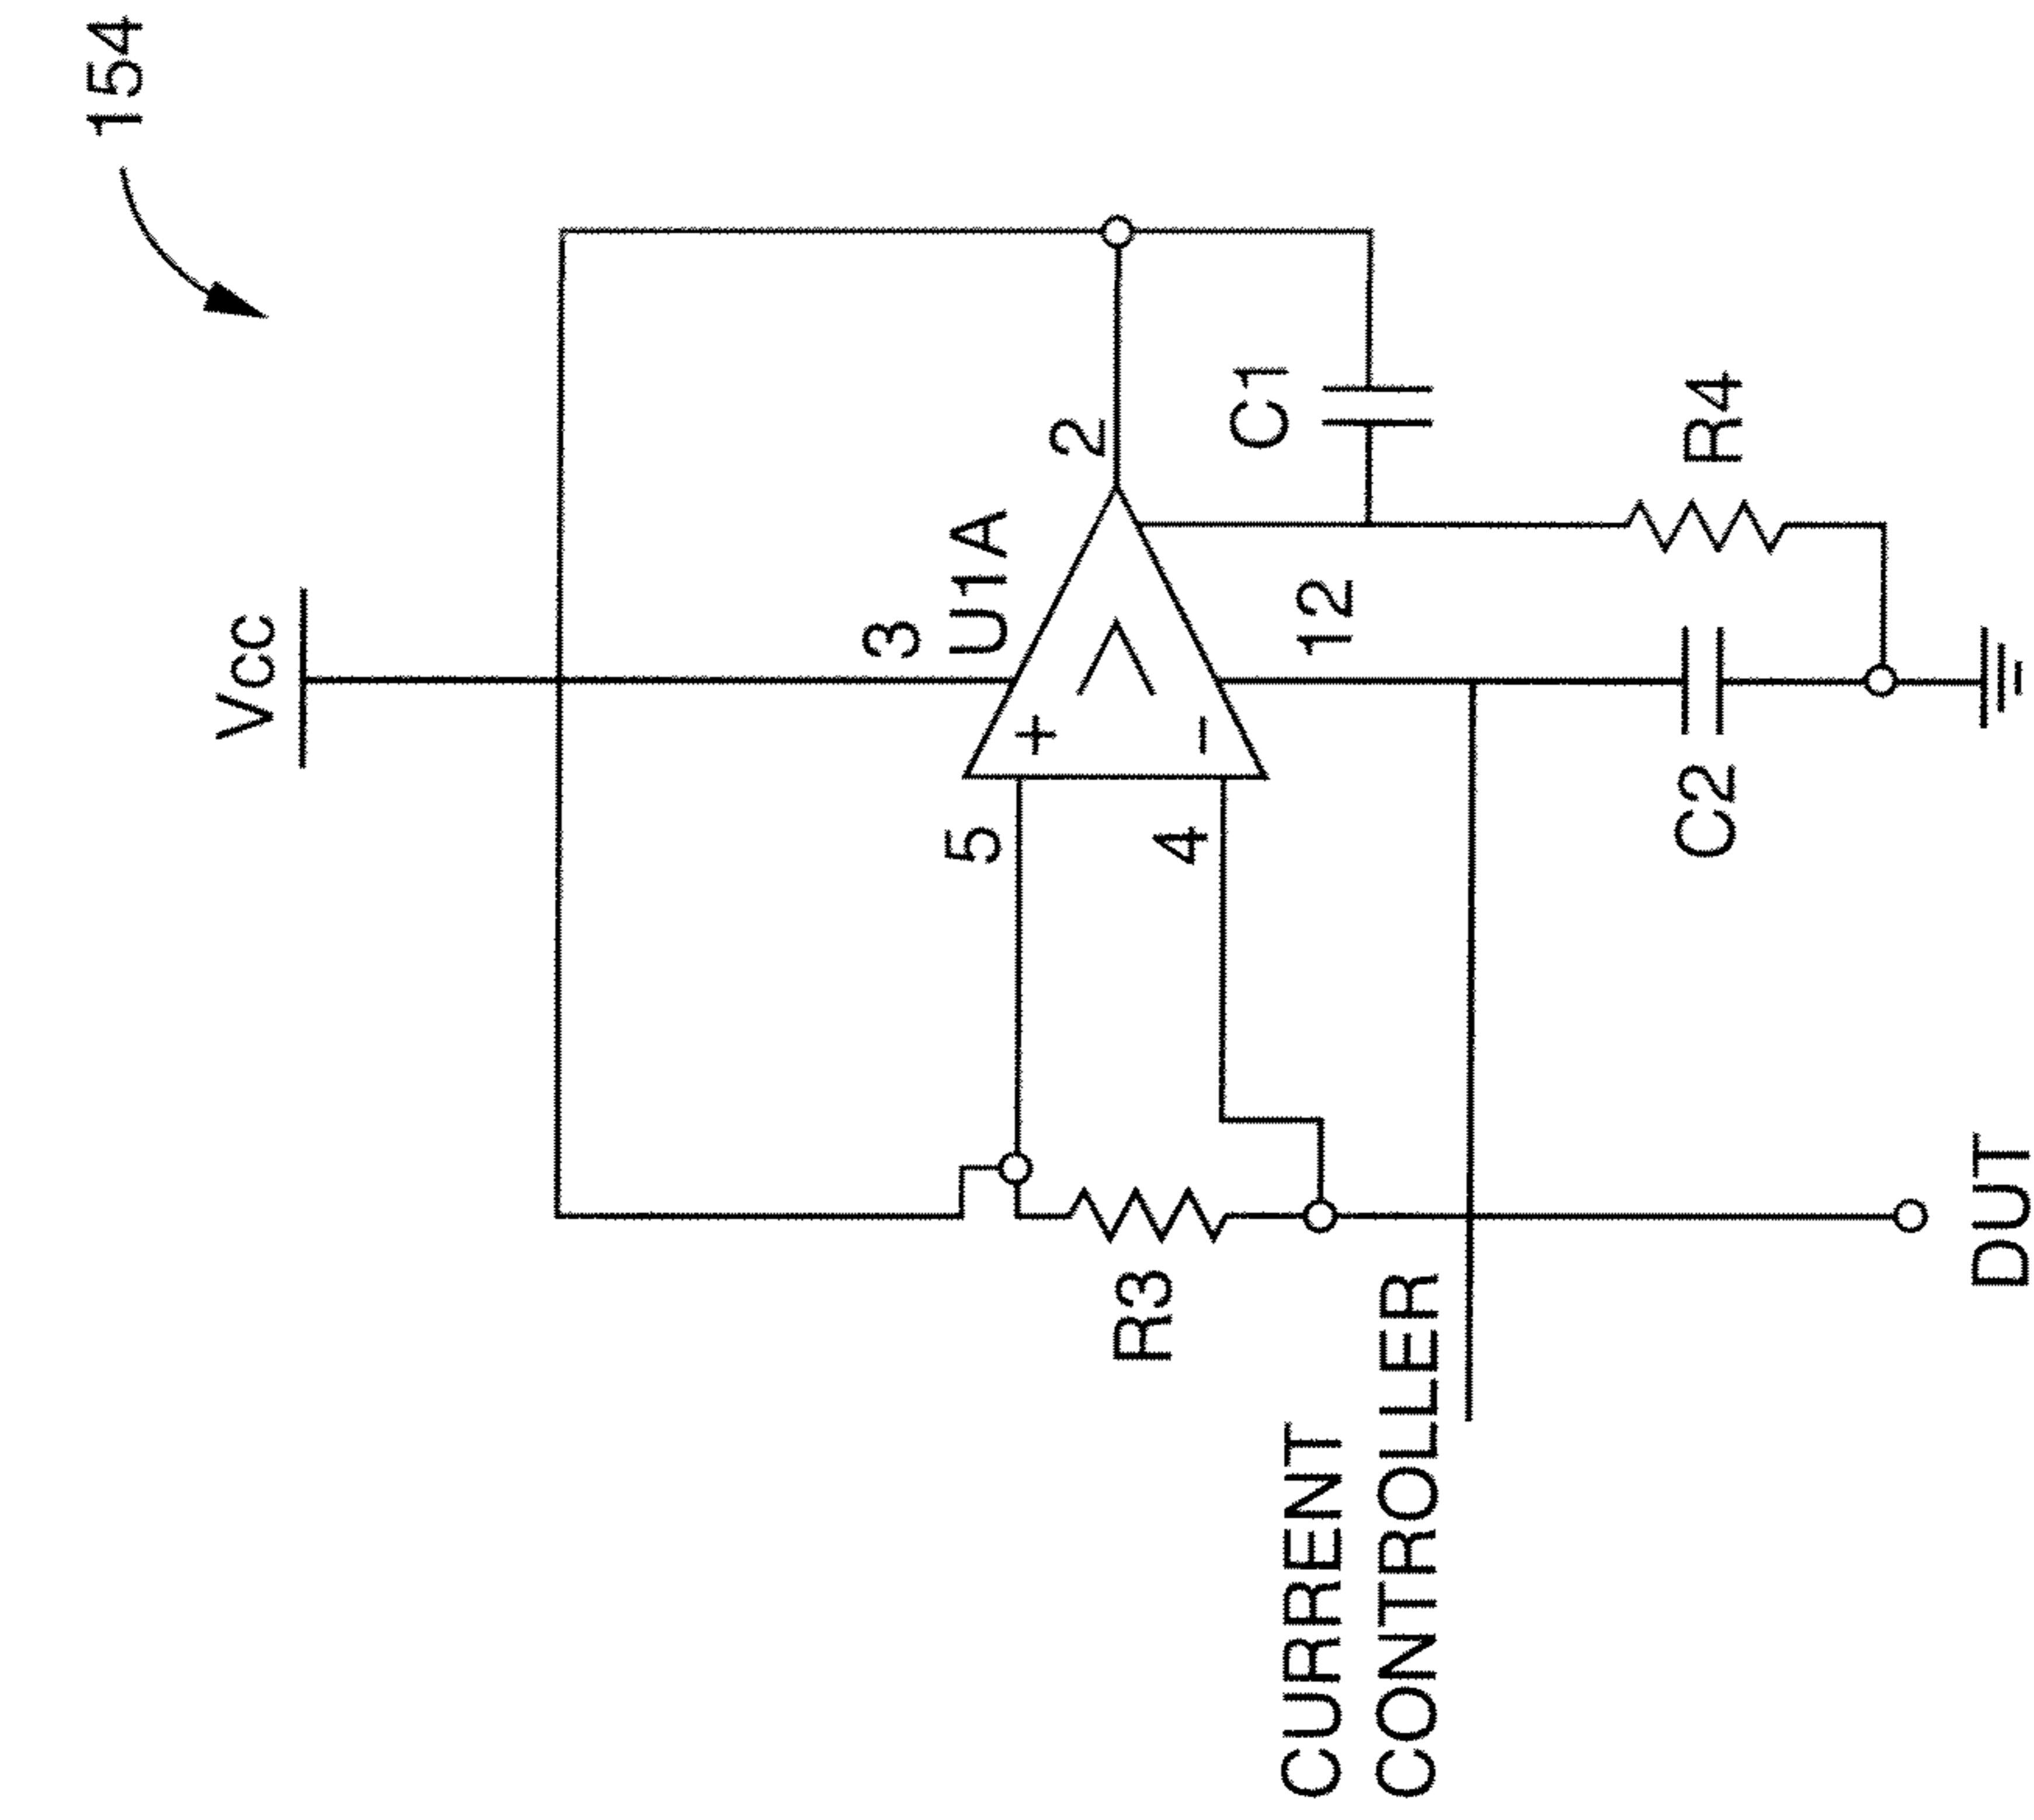 154
Vcc
3
U1A
2
5
+
4
-
12
C1
R4
C2
R3
CURRENT
CONTROLLER
DUT